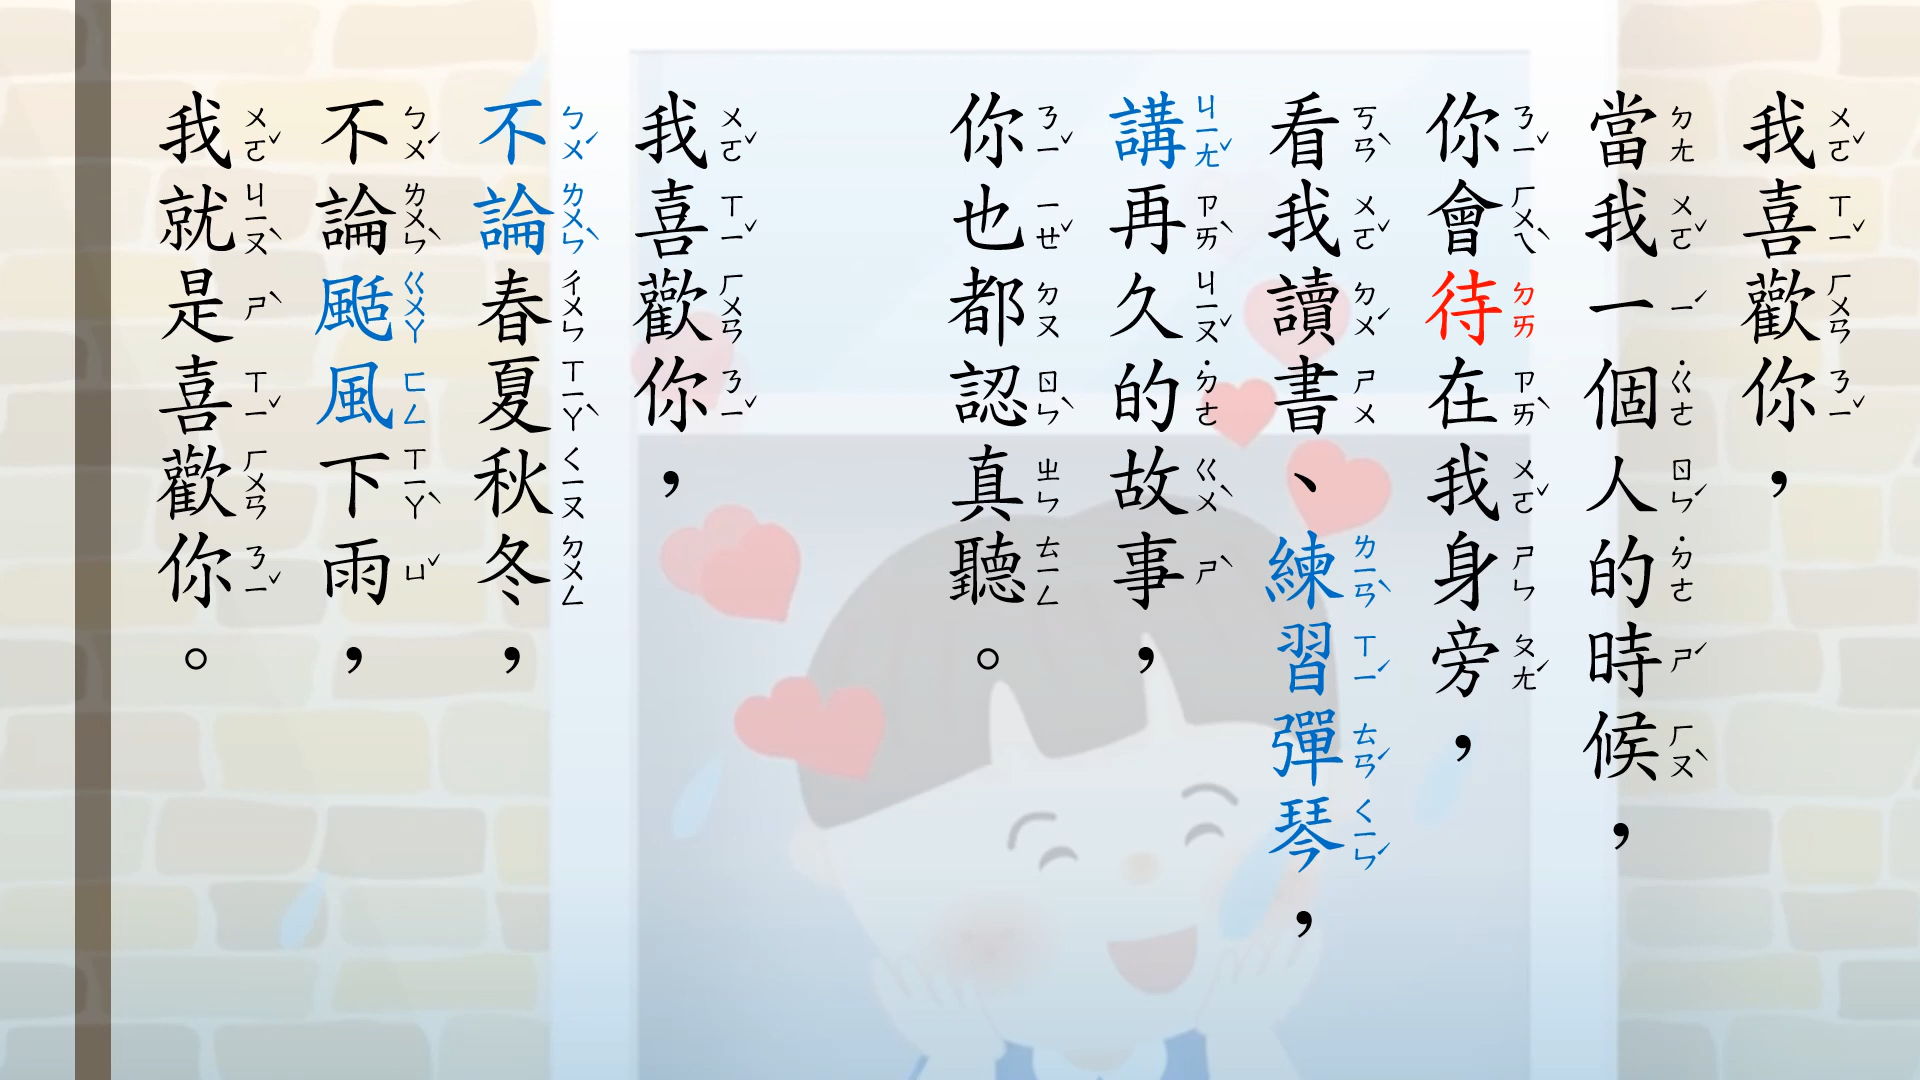 我喜歡你，
當我一個人的時候，
你會待在我身旁，
看我讀書、練習彈琴，
講再久的故事，
你也都認真聽。
我喜歡你，
不論春夏秋冬，
不論颳風下雨，
我就是喜歡你。